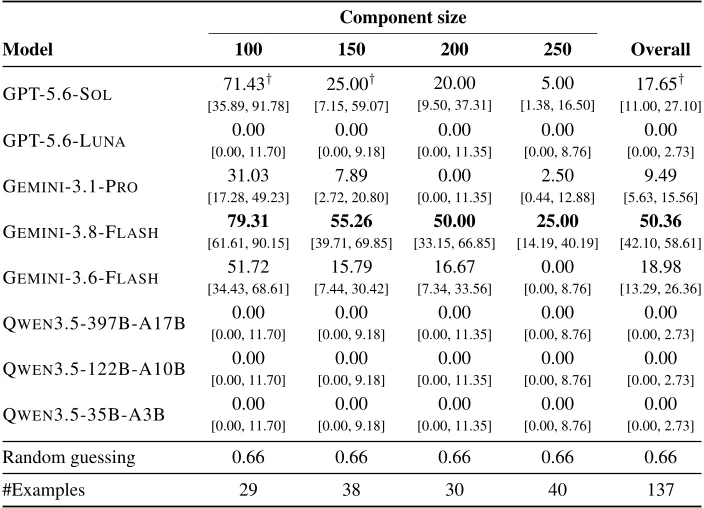 Component size
Model 100 150 200 250 Overall
GPT-5.6-SOL 71.43† 25.00† 20.00 5.00 17.65†
[35.89, 91.78] [7.15, 59.07] [9.50, 37.31] [1.38, 16.50] [11.00, 27.10]
GPT-5.6-LUNA 0.00 0.00 0.00 0.00 0.00
[0.00, 11.70] [0.00, 9.18] [0.00, 11.35] [0.00, 8.76] [0.00, 2.73]
GEMINI-3.1-PRO 31.03 7.89 0.00 2.50 9.49
[17.28, 49.23] [2.72, 20.80] [0.00, 11.35] [0.44, 12.88] [5.63, 15.56]
GEMINI-3.8-FLASH 79.31 55.26 50.00 25.00 50.36
[61.61, 90.15] [39.71, 69.85] [33.15, 66.85] [14.19, 40.19] [42.10, 58.61]
GEMINI-3.6-FLASH 51.72 15.79 16.67 0.00 18.98
[34.43, 68.61] [7.44, 30.42] [7.34, 33.56] [0.00, 8.76] [13.29, 26.36]
QWEN3.5-397B-A17B 0.00 0.00 0.00 0.00 0.00
[0.00, 11.70] [0.00, 9.18] [0.00, 11.35] [0.00, 8.76] [0.00, 2.73]
QWEN3.5-122B-A10B 0.00 0.00 0.00 0.00 0.00
[0.00, 11.70] [0.00, 9.18] [0.00, 11.35] [0.00, 8.76] [0.00, 2.73]
QWEN3.5-35B-A3B 0.00 0.00 0.00 0.00 0.00
[0.00, 11.70] [0.00, 9.18] [0.00, 11.35] [0.00, 8.76] [0.00, 2.73]
Random guessing 0.66 0.66 0.66 0.66 0.66
#Examples 29 38 30 40 137